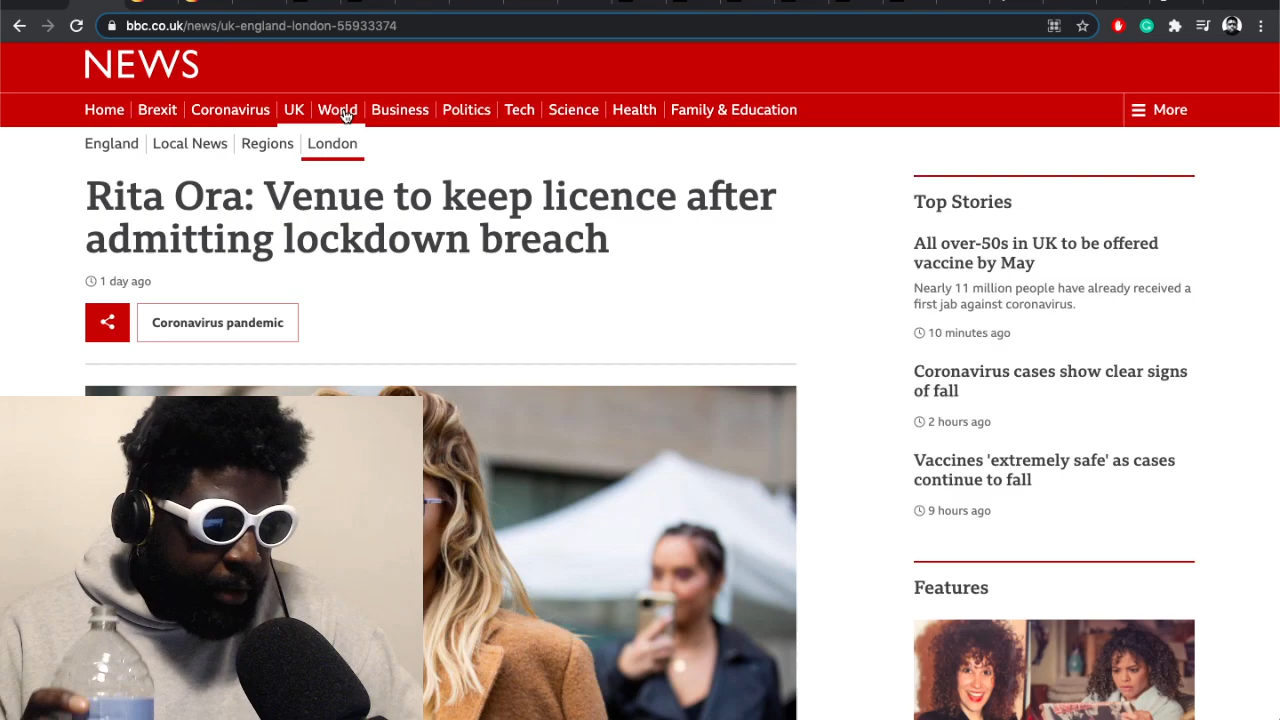 bbc.co.uk/news/uk-england-london-55933374
NEWS
Home Brexit Coronavirus UK World Business Politics Tech Science Health Family & Education More
England Local News Regions London
Rita Ora: Venue to keep licence after
admitting lockdown breach
1 day ago
Coronavirus pandemic
Top Stories
All over-50s in UK to be offered
vaccine by May
Nearly 11 million people have already received a
first jab against coronavirus.
10 minutes ago
Coronavirus cases show clear signs
of fall
2 hours ago
Vaccines 'extremely safe' as cases
continue to fall
9 hours ago
Features